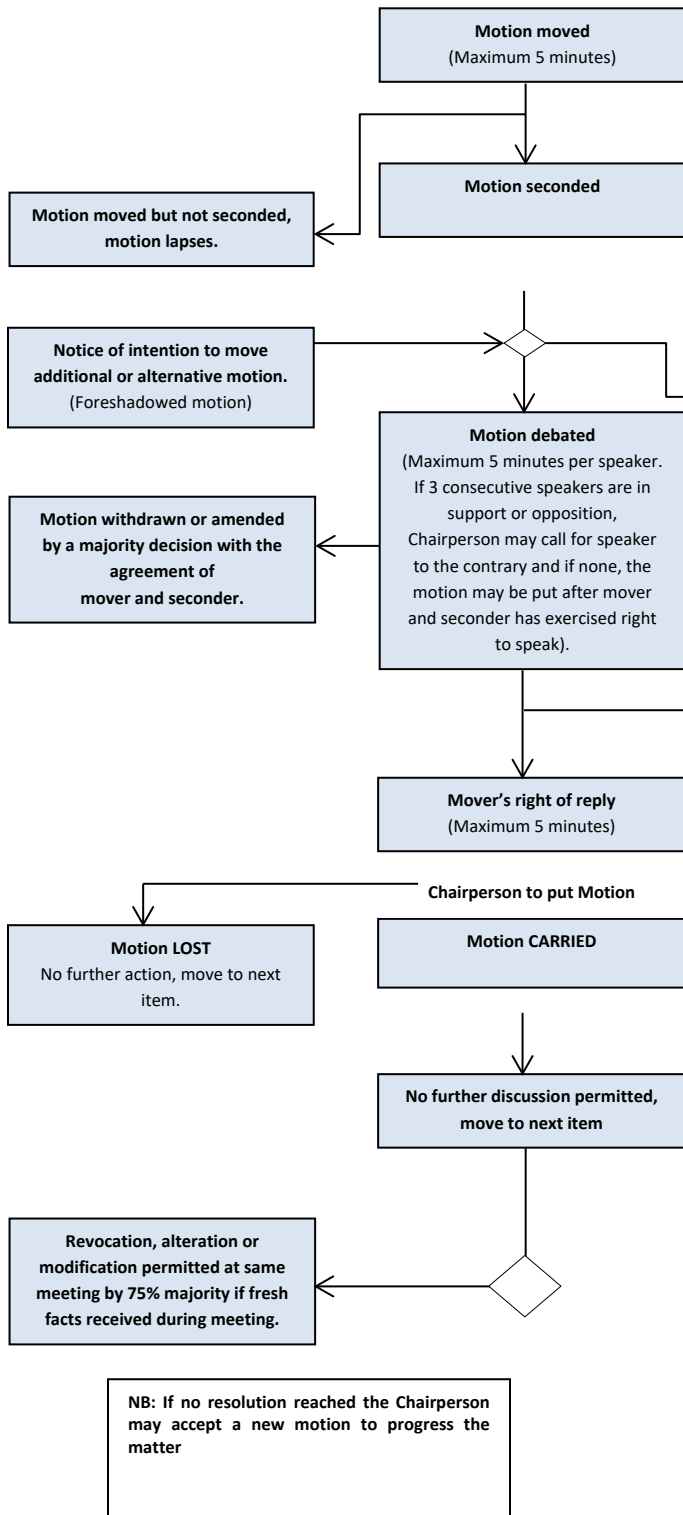 Motion moved
(Maximum 5 minutes)
Motion seconded
Motion moved but not seconded,
motion lapses.
Notice of intention to move
additional or alternative motion.
(Foreshadowed motion)
Motion debated
(Maximum 5 minutes per speaker.
If 3 consecutive speakers are in
support or opposition,
Chairperson may call for speaker
to the contrary and if none, the
motion may be put after mover
and seconder has exercised right
to speak).
Motion withdrawn or amended
by a majority decision with the
agreement of
mover and seconder.
Mover’s right of reply
(Maximum 5 minutes)
Chairperson to put Motion
Motion LOST
No further action, move to next
item.
Motion CARRIED
No further discussion permitted,
move to next item
Revocation, alteration or
modification permitted at same
meeting by 75% majority if fresh
facts received during meeting.
NB: If no resolution reached the Chairperson
may accept a new motion to progress the
matter